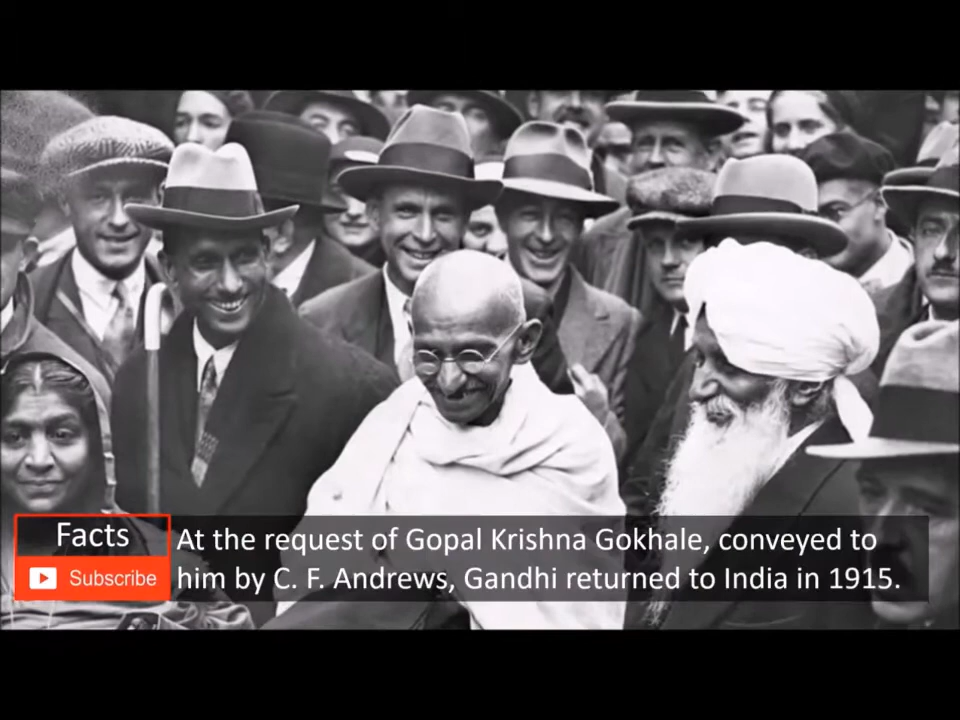 Facts
Subscribe
At the request of Gopal Krishna Gokhale, conveyed to
him by C. F. Andrews, Gandhi returned to India in 1915.